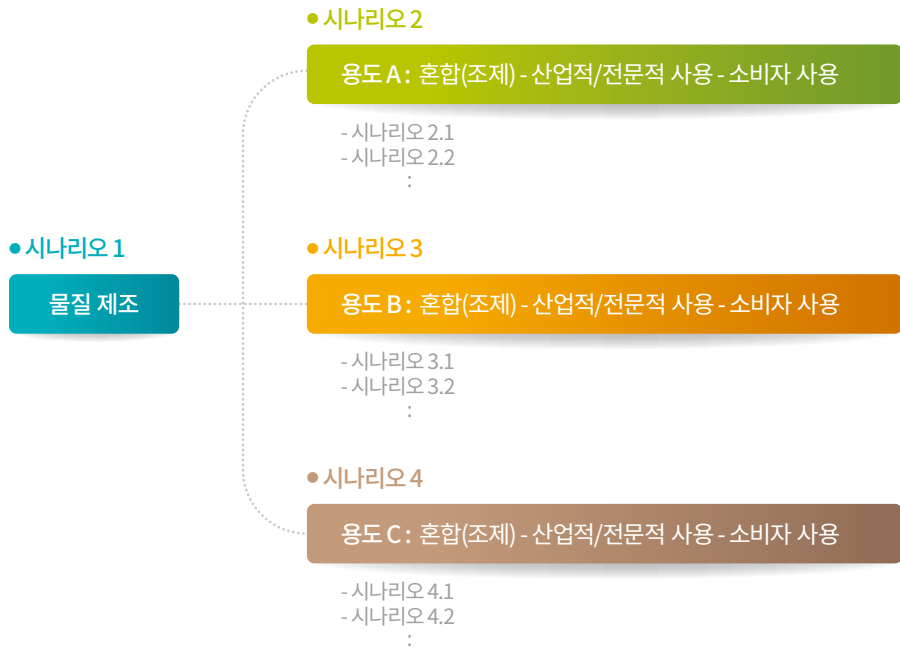 ● 시나리오 2
용도 A : 혼합(조제) - 산업적/전문적 사용 - 소비자 사용
- 시나리오 2.1
- 시나리오 2.2
:
● 시나리오 1
물질 제조
● 시나리오 3
용도 B : 혼합(조제) - 산업적/전문적 사용 - 소비자 사용
- 시나리오 3.1
- 시나리오 3.2
:
● 시나리오 4
용도 C : 혼합(조제) - 산업적/전문적 사용 - 소비자 사용
- 시나리오 4.1
- 시나리오 4.2
: